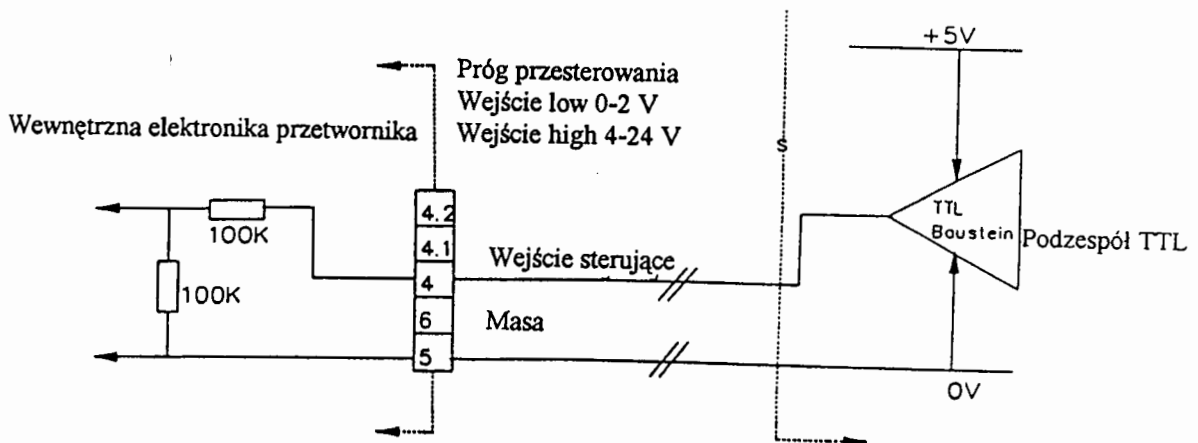 Próg przesterowania
Wejście low 0-2 V
Wejście high 4-24 V
Wewnętrzna elektronika przetwornika
+5V
s
4.2
4.1
4
6
5
100K
100K
Wejście sterujące
Masa
TTL
Baustein
Podzespół TTL
0V